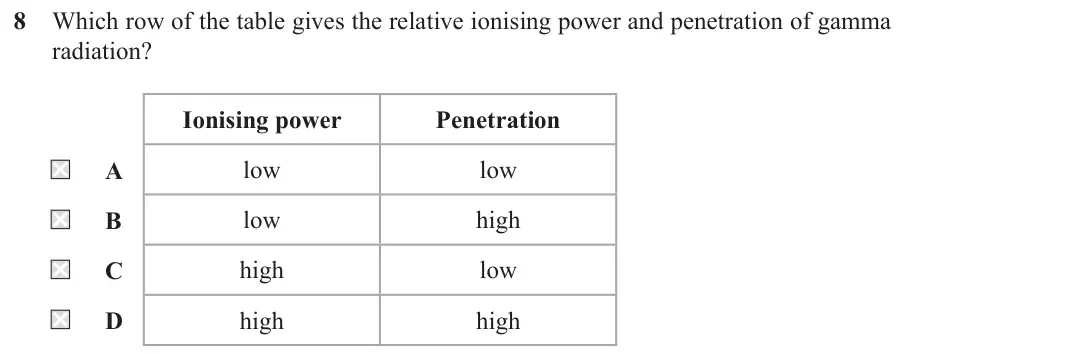 8 Which row of the table gives the relative ionising power and penetration of gamma
radiation?
Ionising power Penetration
A low low
B low high
C high low
D high high